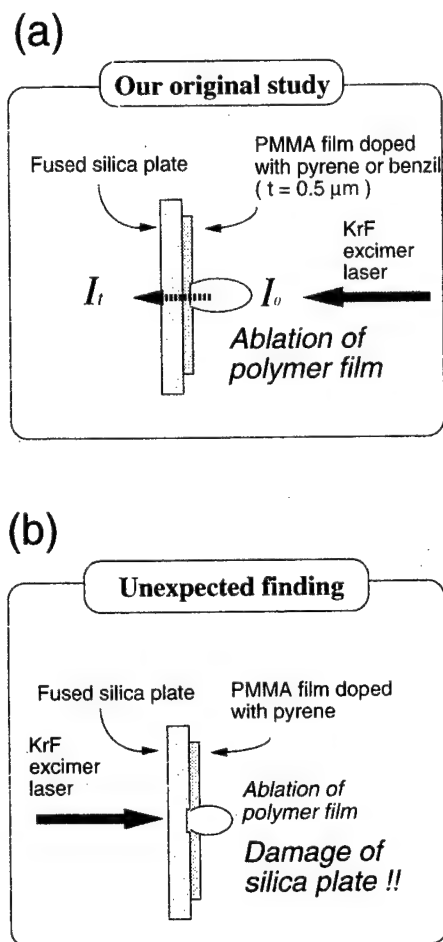 (a)
Our original study
Fused silica plate
PMMA film doped
with pyrene or benzil
( t = 0.5 μm )
KrF
excimer
laser
It
Io
Ablation of
polymer film
(b)
Unexpected finding
Fused silica plate
PMMA film doped
with pyrene
KrF
excimer
laser
Ablation of
polymer film
Damage of
silica plate !!